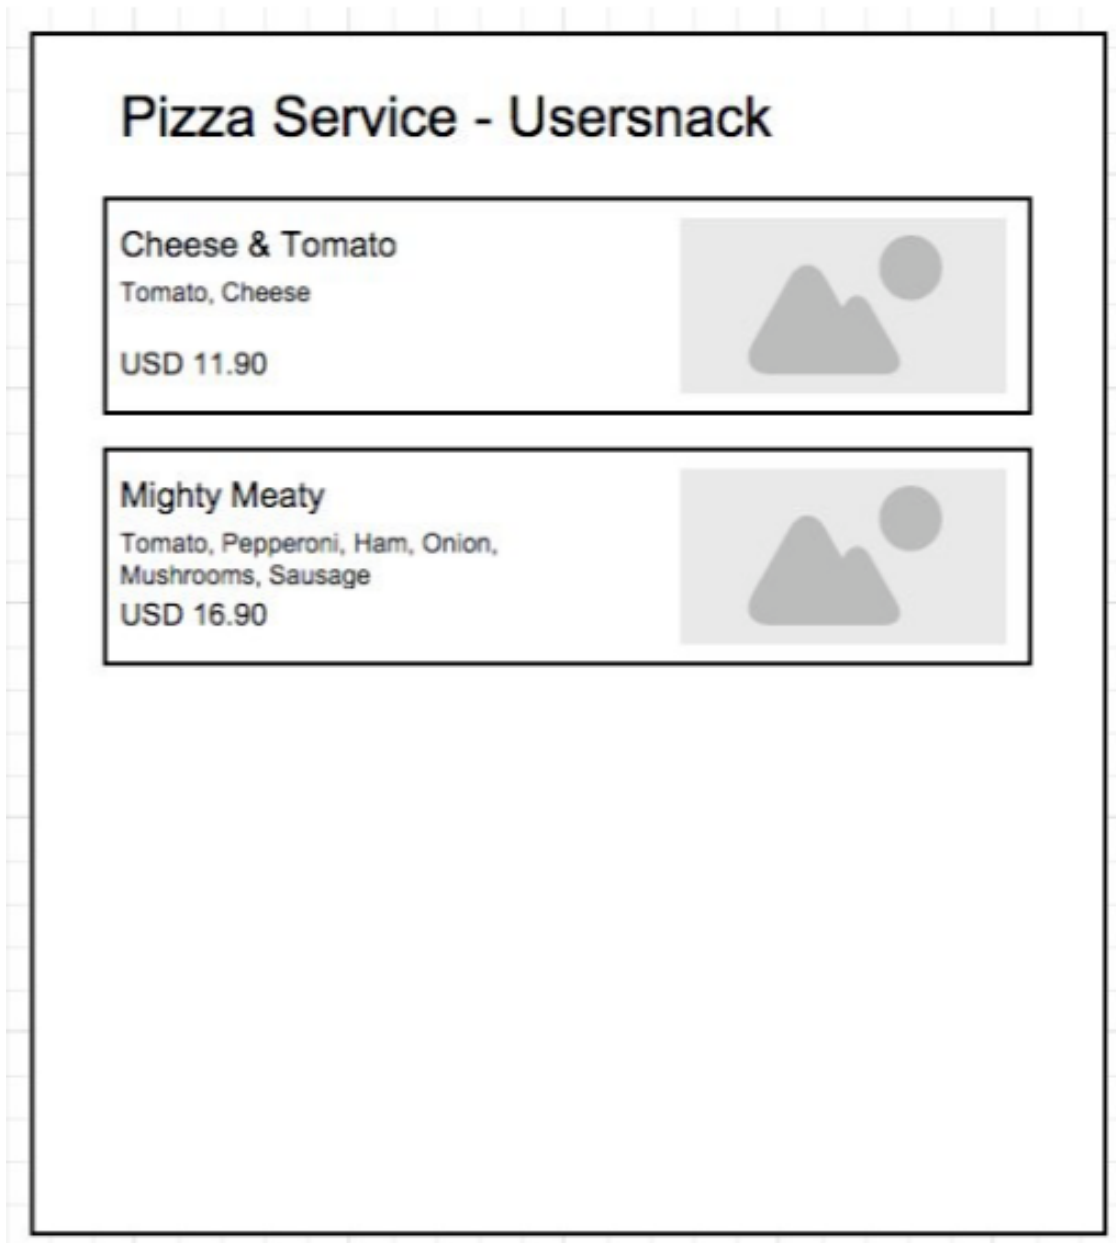 Pizza Service - Usersnack
Cheese & Tomato
Tomato, Cheese
USD 11.90
Mighty Meaty
Tomato, Pepperoni, Ham, Onion,
Mushrooms, Sausage
USD 16.90